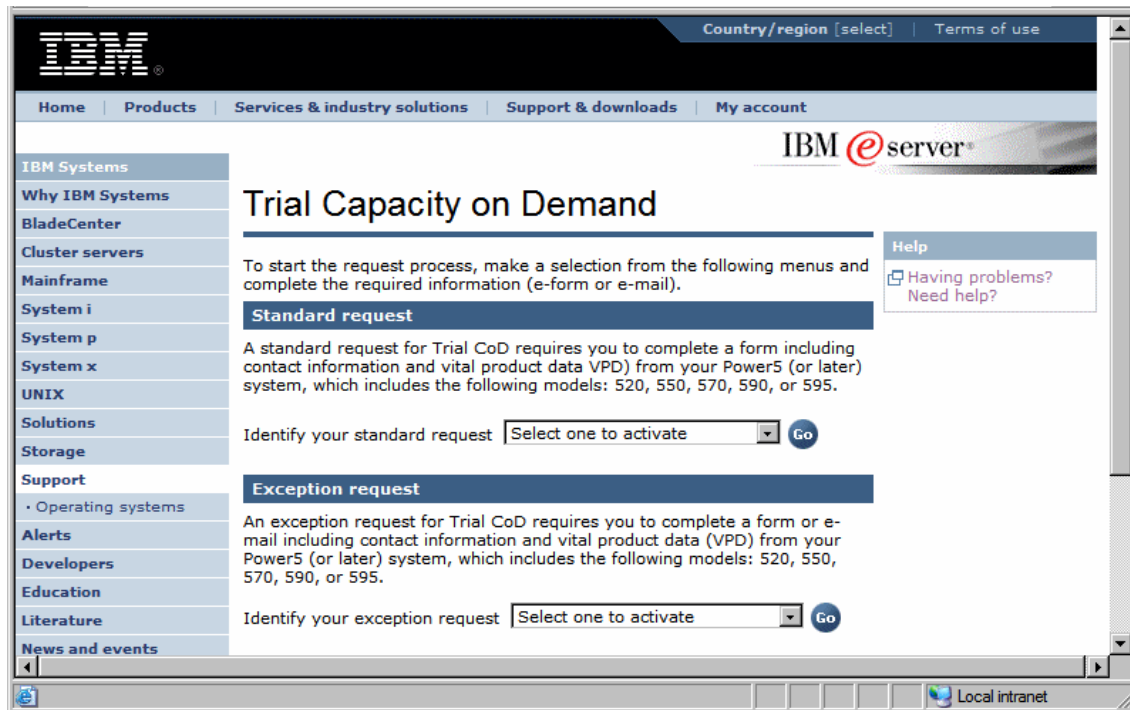 Country/region [select] | Terms of use
IBM®
Home | Products | Services & industry solutions | Support & downloads | My account
IBM e server®
IBM Systems
Why IBM Systems
BladeCenter
Cluster servers
Mainframe
System i
System p
System x
UNIX
Solutions
Storage
Support
· Operating systems
Alerts
Developers
Education
Literature
News and events
Trial Capacity on Demand
To start the request process, make a selection from the following menus and
complete the required information (e-form or e-mail).
Standard request
A standard request for Trial CoD requires you to complete a form including
contact information and vital product data VPD) from your Power5 (or later)
system, which includes the following models: 520, 550, 570, 590, or 595.
Identify your standard request Select one to activate Go
Exception request
An exception request for Trial CoD requires you to complete a form or e-
mail including contact information and vital product data (VPD) from your
Power5 (or later) system, which includes the following models: 520, 550,
570, 590, or 595.
Identify your exception request Select one to activate Go
Help
Having problems?
Need help?
Local intranet